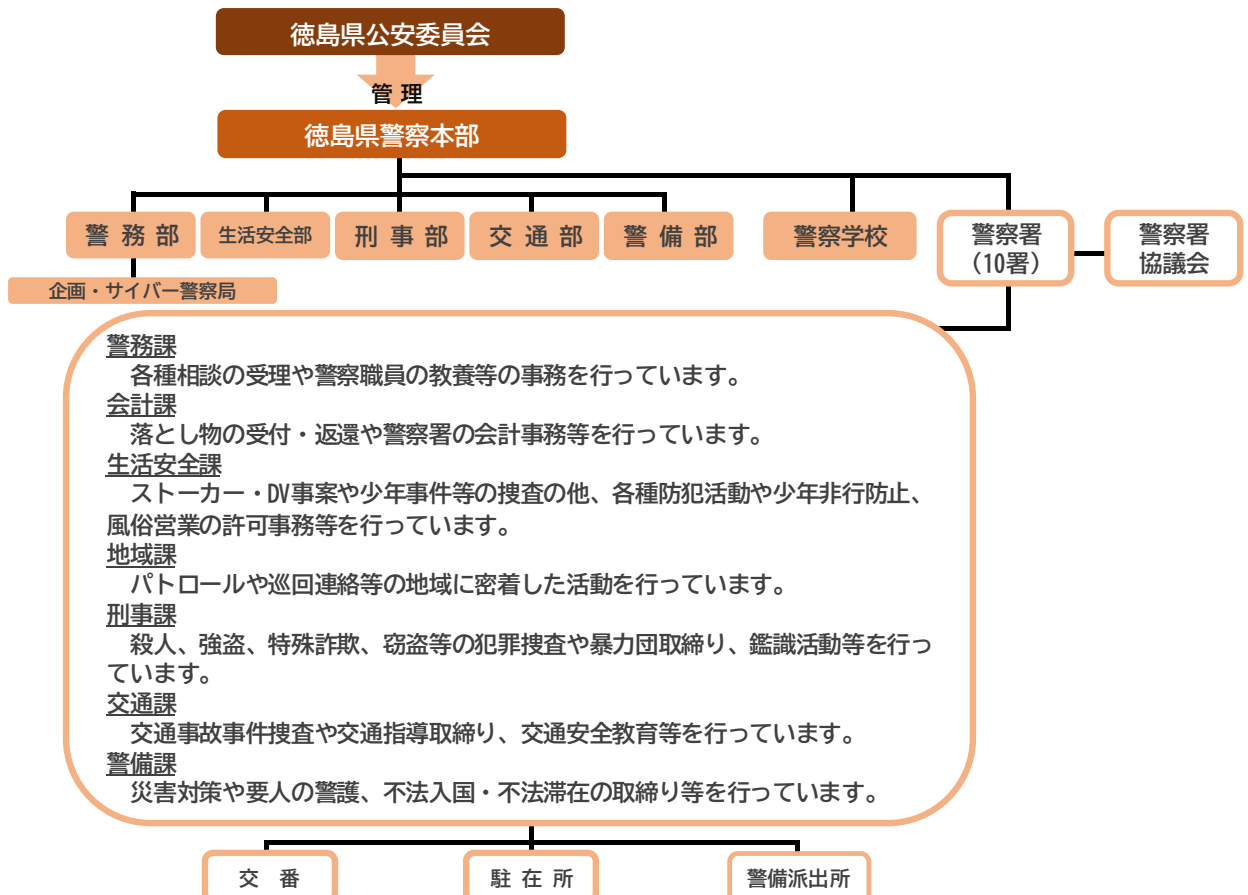 徳島県公安委員会
管 理
徳島県警察本部
警 務 部
生活安全部
刑 事 部
交 通 部
警 備 部
警察学校
警察署
（10署）
警察署
協議会
企画・サイバー警察局
警務課
各種相談の受理や警察職員の教養等の事務を行っています。
会計課
落とし物の受付・返還や警察署の会計事務等を行っています。
生活安全課
ストーカー・DV事案や少年事件等の捜査の他、各種防犯活動や少年非行防止、
風俗営業の許可事務等を行っています。
地域課
パトロールや巡回連絡等の地域に密着した活動を行っています。
刑事課
殺人、強盗、特殊詐欺、窃盗等の犯罪捜査や暴力団取締り、鑑識活動等を行っ
ています。
交通課
交通事故事件捜査や交通指導取締り、交通安全教育等を行っています。
警備課
災害対策や要人の警護、不法入国・不法滞在の取締り等を行っています。
交 番
駐 在 所
警備派出所